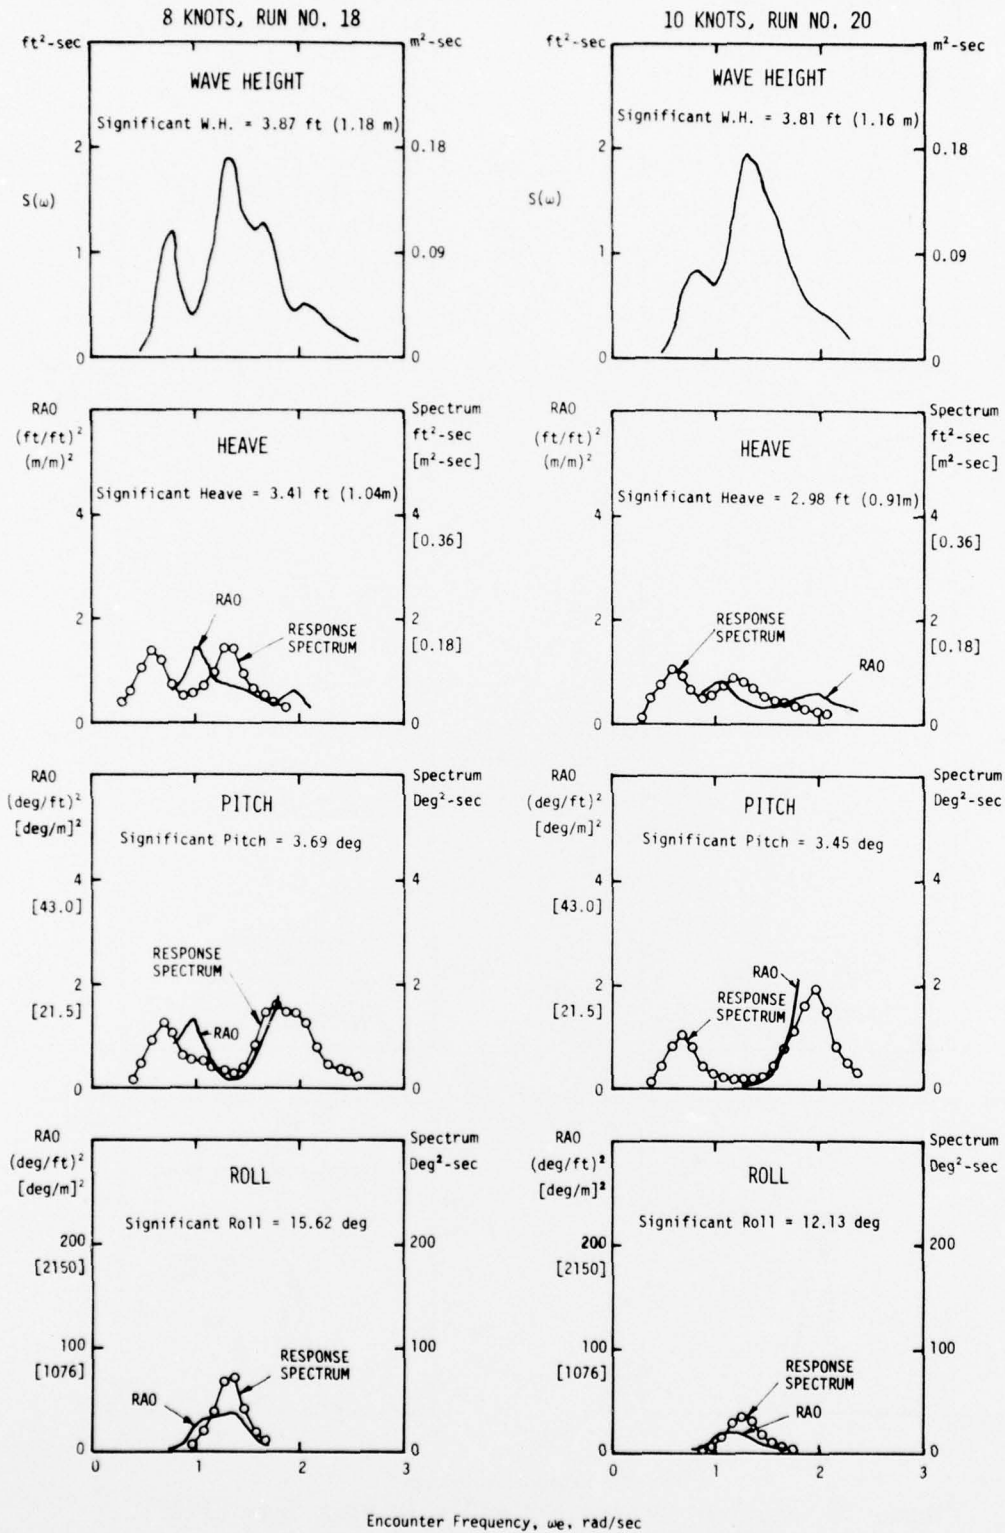 8 KNOTS, RUN NO. 18
ft²-sec
m²-sec
WAVE HEIGHT
Significant W.H. = 3.87 ft (1.18 m)
2
0.18
S(ω)
1
0.09
0
0
RAO
(ft/ft)²
(m/m)²
Spectrum
ft²-sec
[m²-sec]
HEAVE
Significant Heave = 3.41 ft (1.04m)
4
4
[0.36]
RAO
RESPONSE
SPECTRUM
2
2
[0.18]
0
0
RAO
(deg/ft)²
[deg/m]²
Spectrum
Deg²-sec
PITCH
Significant Pitch = 3.69 deg
4
4
[43.0]
RESPONSE
SPECTRUM
2
2
[21.5]
RAO
0
0
RAO
(deg/ft)²
[deg/m]²
Spectrum
Deg²-sec
ROLL
Significant Roll = 15.62 deg
200
200
[2150]
100
100
[1076]
RESPONSE
SPECTRUM
RAO
0
0
0 1 2 3
10 KNOTS, RUN NO. 20
ft²-sec
m²-sec
WAVE HEIGHT
Significant W.H. = 3.81 ft (1.16 m)
2
0.18
S(ω)
1
0.09
0
0
RAO
(ft/ft)²
(m/m)²
Spectrum
ft²-sec
[m²-sec]
HEAVE
Significant Heave = 2.98 ft (0.91m)
4
4
[0.36]
RESPONSE
SPECTRUM
2
2
[0.18]
RAO
0
0
RAO
(deg/ft)²
[deg/m]²
Spectrum
Deg²-sec
PITCH
Significant Pitch = 3.45 deg
4
4
[43.0]
RAO
RESPONSE
SPECTRUM
2
2
[21.5]
0
0
RAO
(deg/ft)²
[deg/m]²
Spectrum
Deg²-sec
ROLL
Significant Roll = 12.13 deg
200
200
[2150]
100
100
[1076]
RESPONSE
SPECTRUM
RAO
0
0
0 1 2 3
Encounter Frequency, ωe, rad/sec